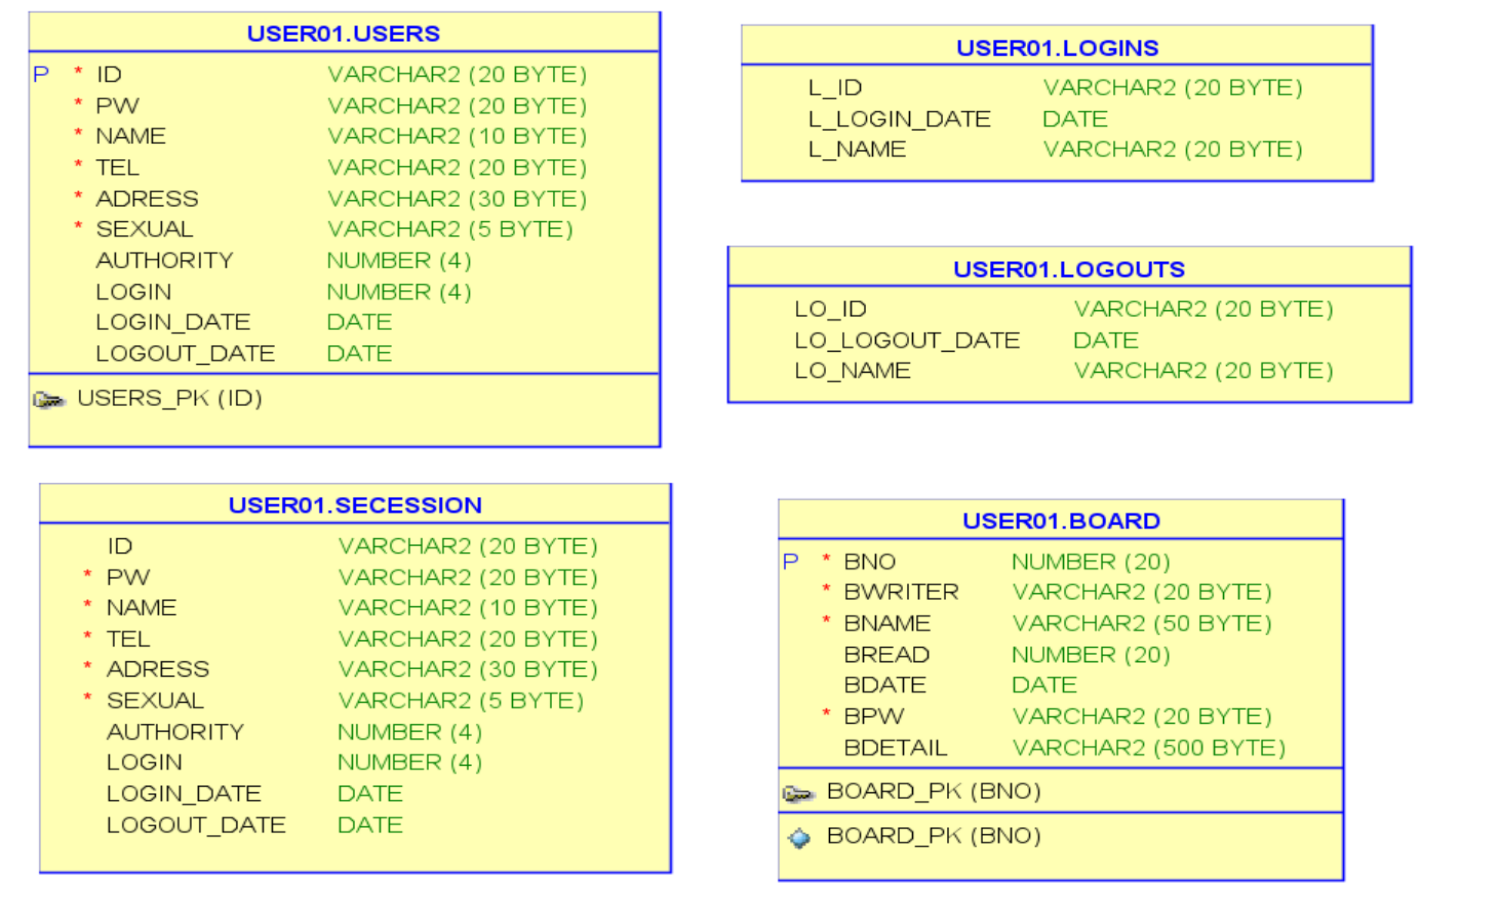 USER01.USERS
P * ID VARCHAR2 (20 BYTE)
* PW VARCHAR2 (20 BYTE)
* NAME VARCHAR2 (10 BYTE)
* TEL VARCHAR2 (20 BYTE)
* ADRESS VARCHAR2 (30 BYTE)
* SEXUAL VARCHAR2 (5 BYTE)
AUTHORITY NUMBER (4)
LOGIN NUMBER (4)
LOGIN_DATE DATE
LOGOUT_DATE DATE
USERS_PK (ID)
USER01.LOGINS
L_ID VARCHAR2 (20 BYTE)
L_LOGIN_DATE DATE
L_NAME VARCHAR2 (20 BYTE)
USER01.LOGOUTS
LO_ID VARCHAR2 (20 BYTE)
LO_LOGOUT_DATE DATE
LO_NAME VARCHAR2 (20 BYTE)
USER01.SECESSION
ID VARCHAR2 (20 BYTE)
* PW VARCHAR2 (20 BYTE)
* NAME VARCHAR2 (10 BYTE)
* TEL VARCHAR2 (20 BYTE)
* ADRESS VARCHAR2 (30 BYTE)
* SEXUAL VARCHAR2 (5 BYTE)
AUTHORITY NUMBER (4)
LOGIN NUMBER (4)
LOGIN_DATE DATE
LOGOUT_DATE DATE
USER01.BOARD
P * BNO NUMBER (20)
* BWRITER VARCHAR2 (20 BYTE)
* BNAME VARCHAR2 (50 BYTE)
BREAD NUMBER (20)
BDATE DATE
* BPW VARCHAR2 (20 BYTE)
BDETAIL VARCHAR2 (500 BYTE)
BOARD_PK (BNO)
BOARD_PK (BNO)